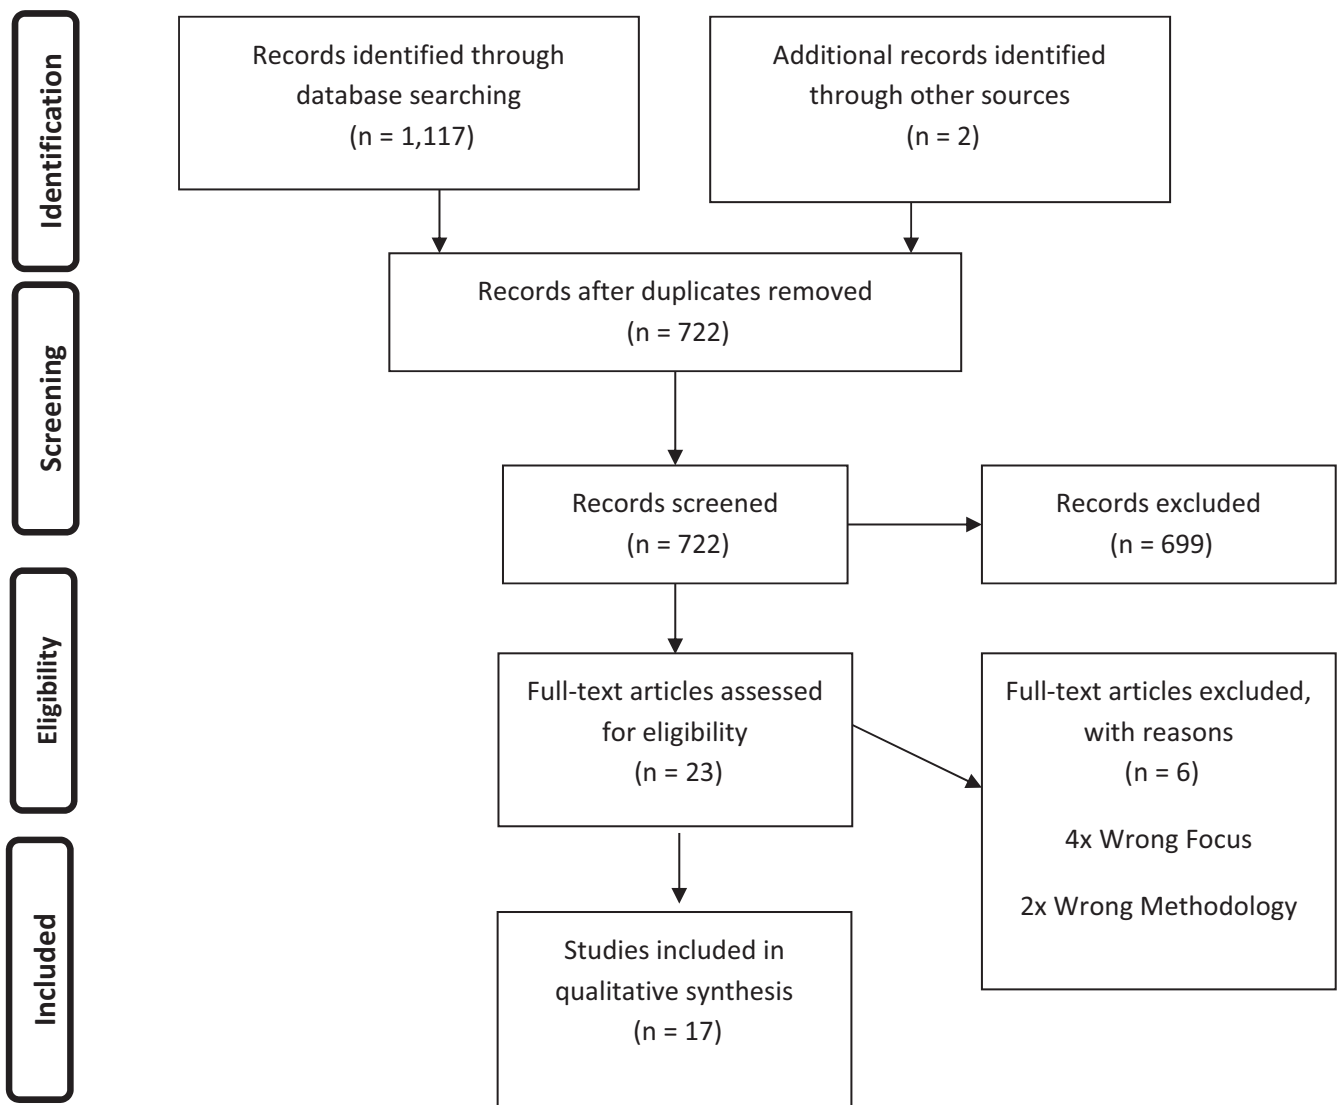 Identification
Records identified through
database searching
(n = 1,117)
Additional records identified
through other sources
(n = 2)
Records after duplicates removed
(n = 722)
Screening
Records screened
(n = 722)
Records excluded
(n = 699)
Eligibility
Full-text articles assessed
for eligibility
(n = 23)
Full-text articles excluded,
with reasons
(n = 6)
4x Wrong Focus
2x Wrong Methodology
Included
Studies included in
qualitative synthesis
(n = 17)